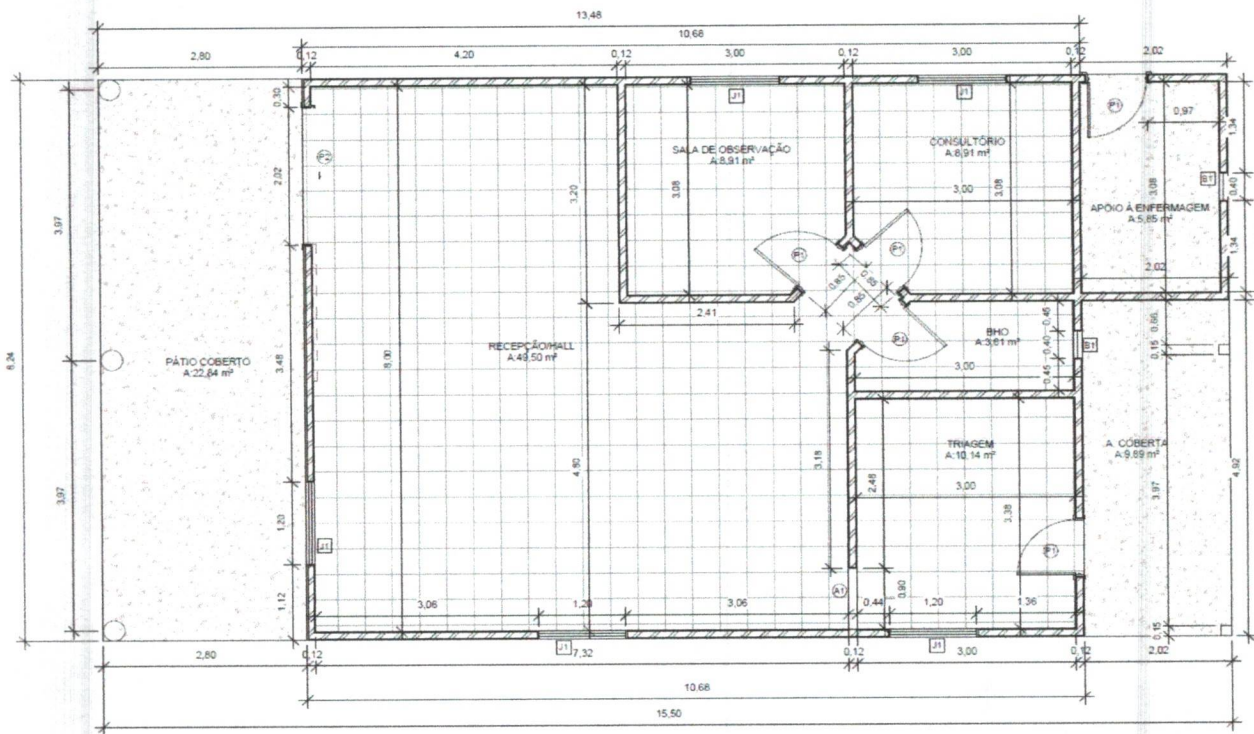 13,48
10,68
2,80
0,12
4,20
0,12
3,00
0,12
3,00
0,12
2,02
0,30
2,02
3,97
3,97
8,24
3,48
1,20
1,12
J1
J1
P1
0,97
1,34
0,40
1,34
B1
P2
SALA DE OBSERVAÇÃO
A:8,91 m²
CONSULTÓRIO
A:8,91 m²
3,08
3,20
3,00
3,08
3,08
APOIO À ENFERMAGEM
A:5,85 m²
2,02
P1
P1
0,85
0,85
0,85
2,41
P1
BHO
A:3,61 m²
0,45
0,40
0,45
B1
3,00
0,66
0,15
PÁTIO COBERTO
A:22,84 m²
8,00
RECEPÇÃO/HALL
A:49,50 m²
4,80
3,18
2,48
TRIAGEM
A:10,14 m²
3,00
3,38
A. COBERTA
A:9,89 m²
3,97
4,92
J1
P1
A1
0,90
3,06
1,20
3,06
0,44
1,20
1,36
0,15
2,80
0,12
J1
7,32
0,12
J1
3,00
0,12
2,02
10,68
15,50